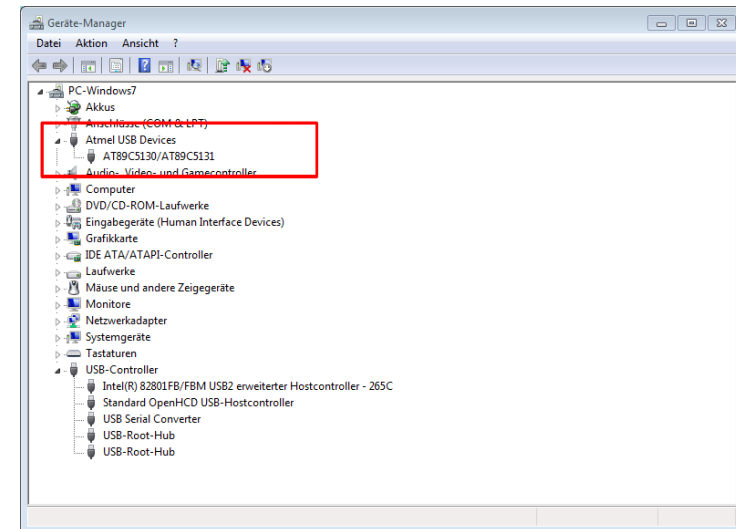 Geräte-Manager
Datei Aktion Ansicht ?
PC-Windows7
Akkus
Anschlüsse (COM & LPT)
Atmel USB Devices
AT89C5130/AT89C5131
Audio-, Video- und Gamecontroller
Computer
DVD/CD-ROM-Laufwerke
Eingabegeräte (Human Interface Devices)
Grafikkarte
IDE ATA/ATAPI-Controller
Laufwerke
Mäuse und andere Zeigegeräte
Monitore
Netzwerkadapter
Systemgeräte
Tastaturen
USB-Controller
Intel(R) 82801FB/FBM USB2 erweiterter Hostcontroller - 265C
Standard OpenHCD USB-Hostcontroller
USB Serial Converter
USB-Root-Hub
USB-Root-Hub